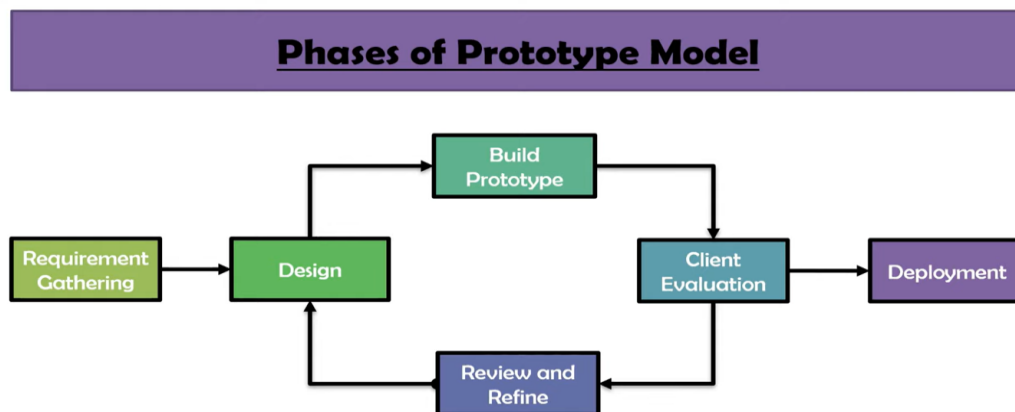 Phases of Prototype Model
Build
Prototype
Requirement
Gathering
Design
Client
Evaluation
Deployment
Review and
Refine